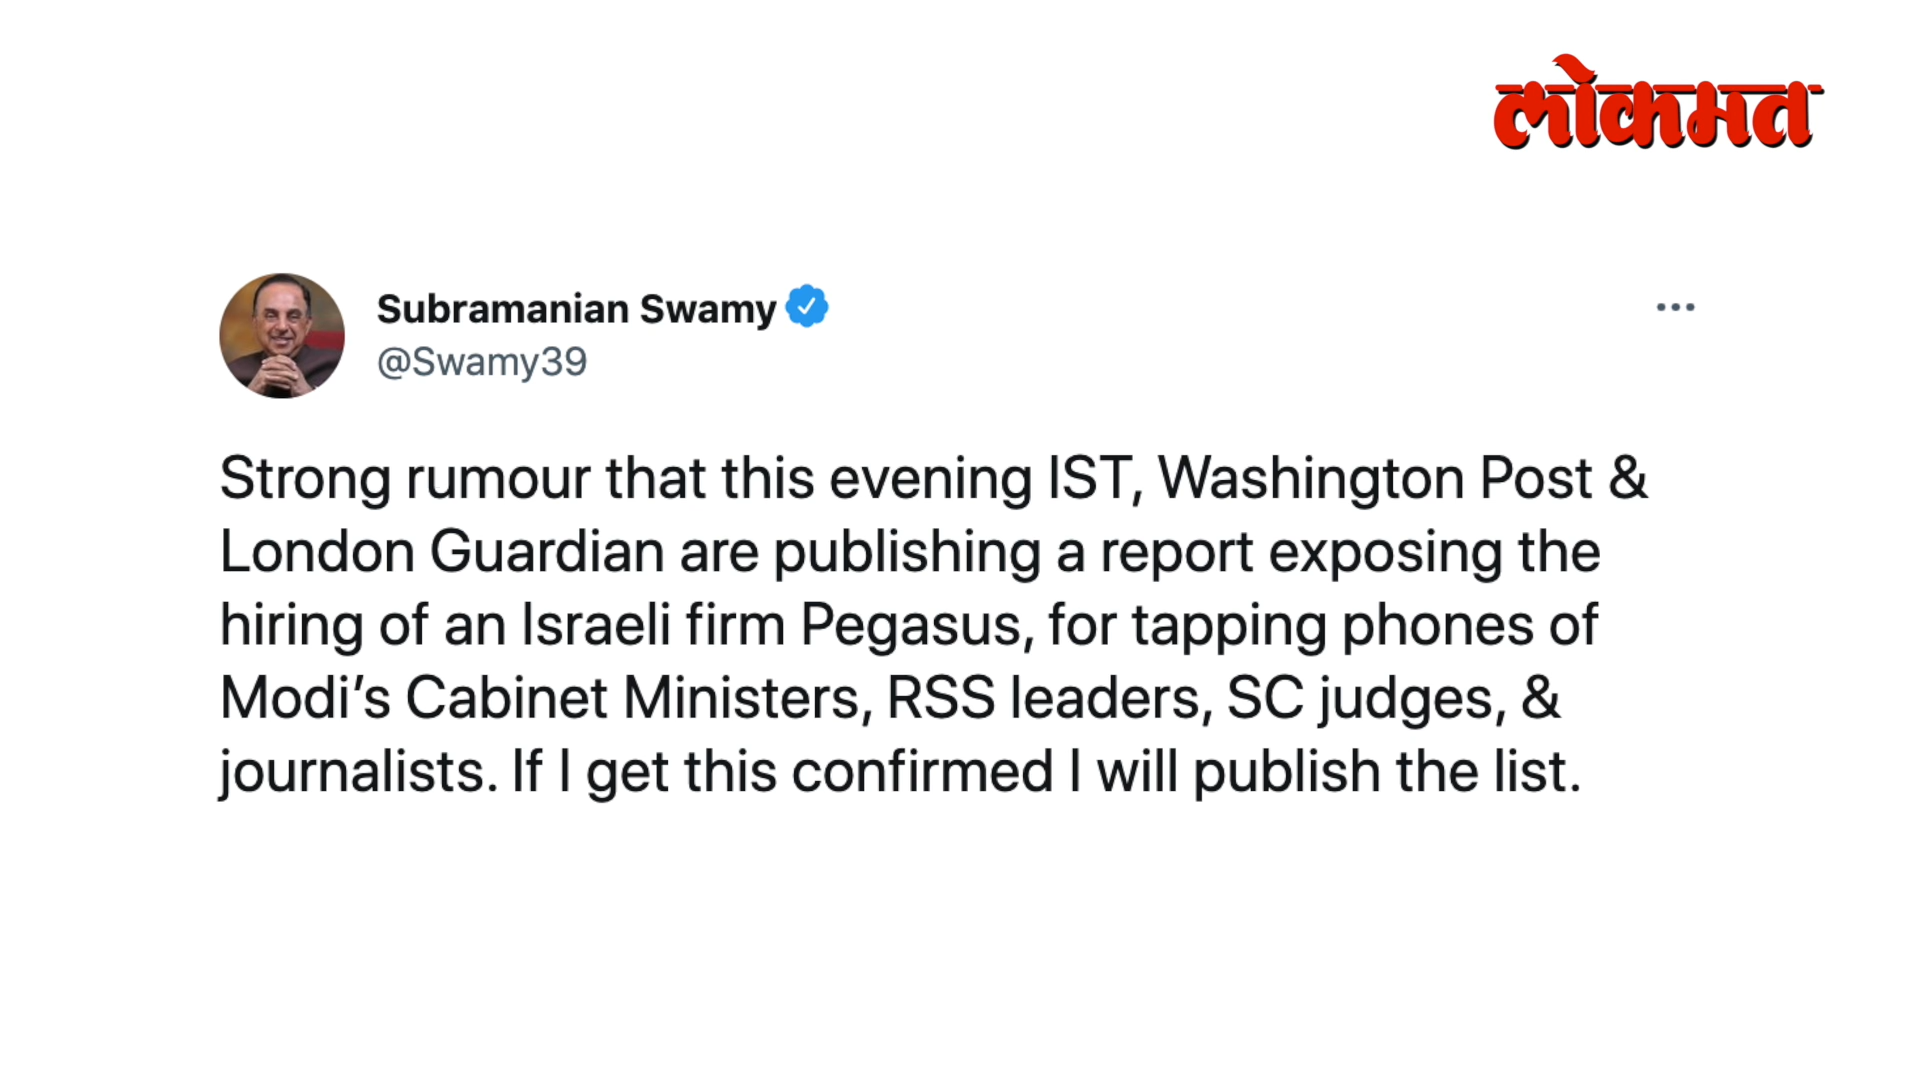 लोकमत
Subramanian Swamy
@Swamy39
Strong rumour that this evening IST, Washington Post &
London Guardian are publishing a report exposing the
hiring of an Israeli firm Pegasus, for tapping phones of
Modi’s Cabinet Ministers, RSS leaders, SC judges, &
journalists. If I get this confirmed I will publish the list.